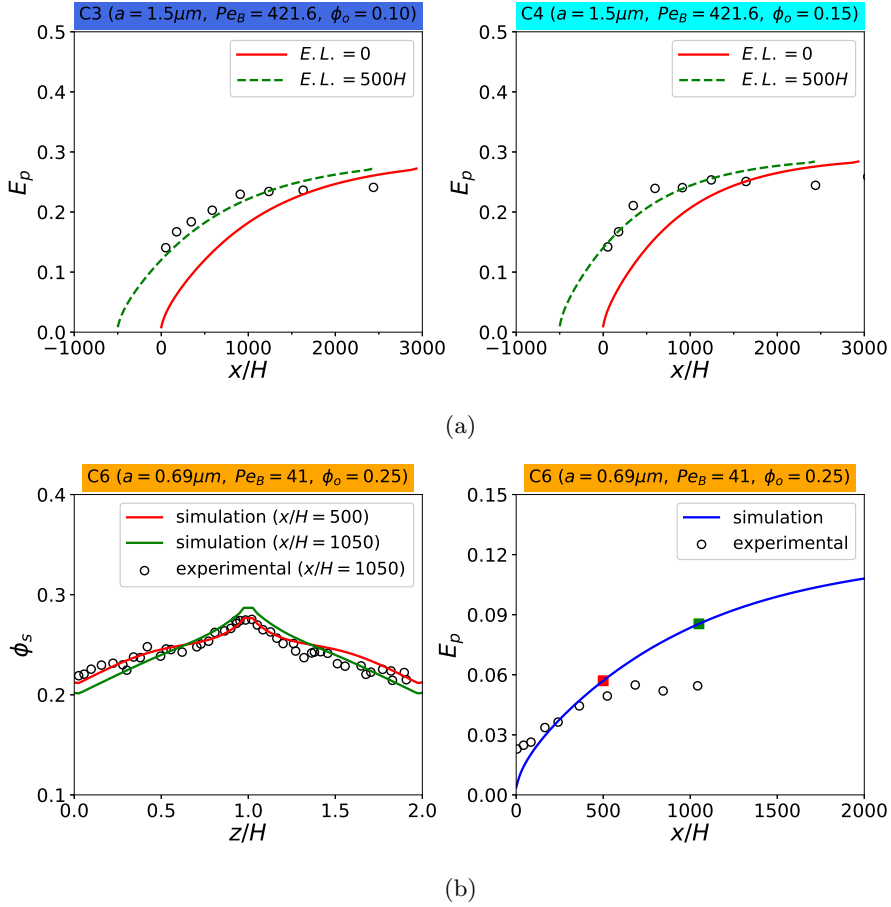 C3 (a = 1.5μm, Pe_B = 421.6, ϕ_o = 0.10)
0.5
0.4
0.3
0.2
0.1
0.0
E_p
E.L. = 0
E.L. = 500H
−1000
0
1000
2000
3000
x/H
C4 (a = 1.5μm, Pe_B = 421.6, ϕ_o = 0.15)
0.5
0.4
0.3
0.2
0.1
0.0
E_p
E.L. = 0
E.L. = 500H
−1000
0
1000
2000
3000
x/H
(a)
C6 (a = 0.69μm, Pe_B = 41, ϕ_o = 0.25)
0.4
0.3
0.2
0.1
ϕ_s
simulation (x/H = 500)
simulation (x/H = 1050)
experimental (x/H = 1050)
0.0
0.5
1.0
1.5
2.0
z/H
C6 (a = 0.69μm, Pe_B = 41, ϕ_o = 0.25)
0.15
0.12
0.09
0.06
0.03
0.00
E_p
simulation
experimental
0
500
1000
1500
2000
x/H
(b)